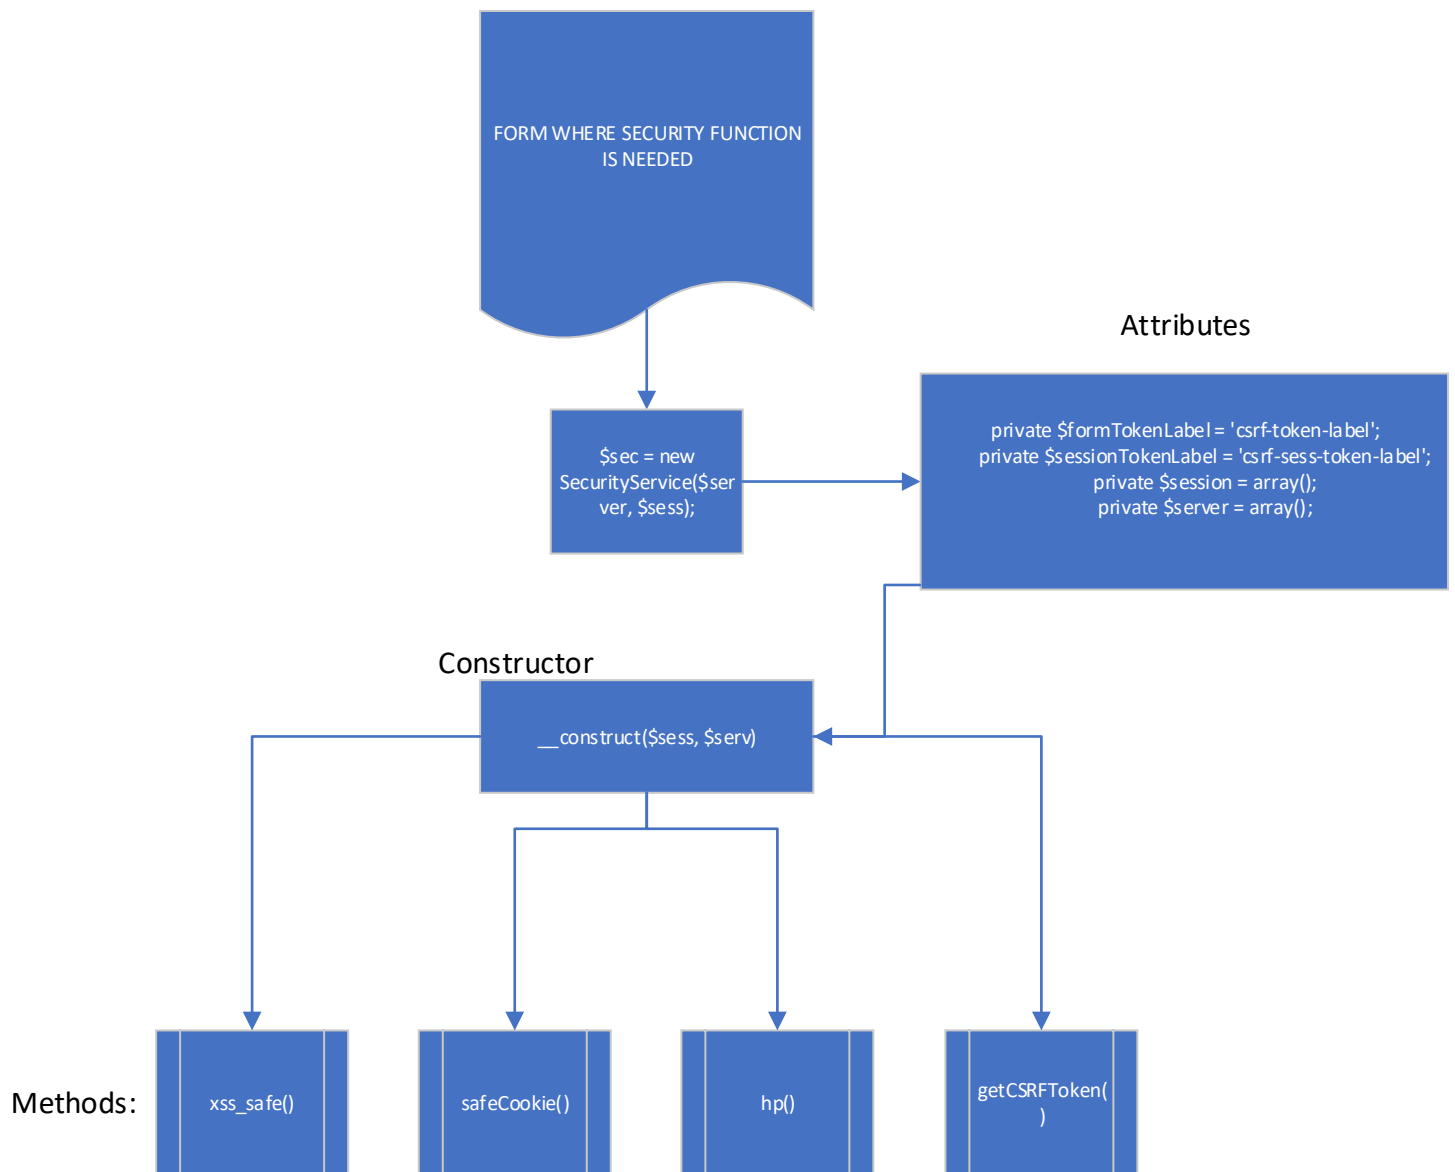 FORM WHERE SECURITY FUNCTION
IS NEEDED
Attributes
$sec = new
SecurityService($ser
ver, $sess);
private $formTokenLabel = 'csrf-token-label';
private $sessionTokenLabel = 'csrf-sess-token-label';
private $session = array();
private $server = array();
Constructor
__construct($sess, $serv)
Methods:
xss_safe()
safeCookie()
hp()
getCSRFToken(
)